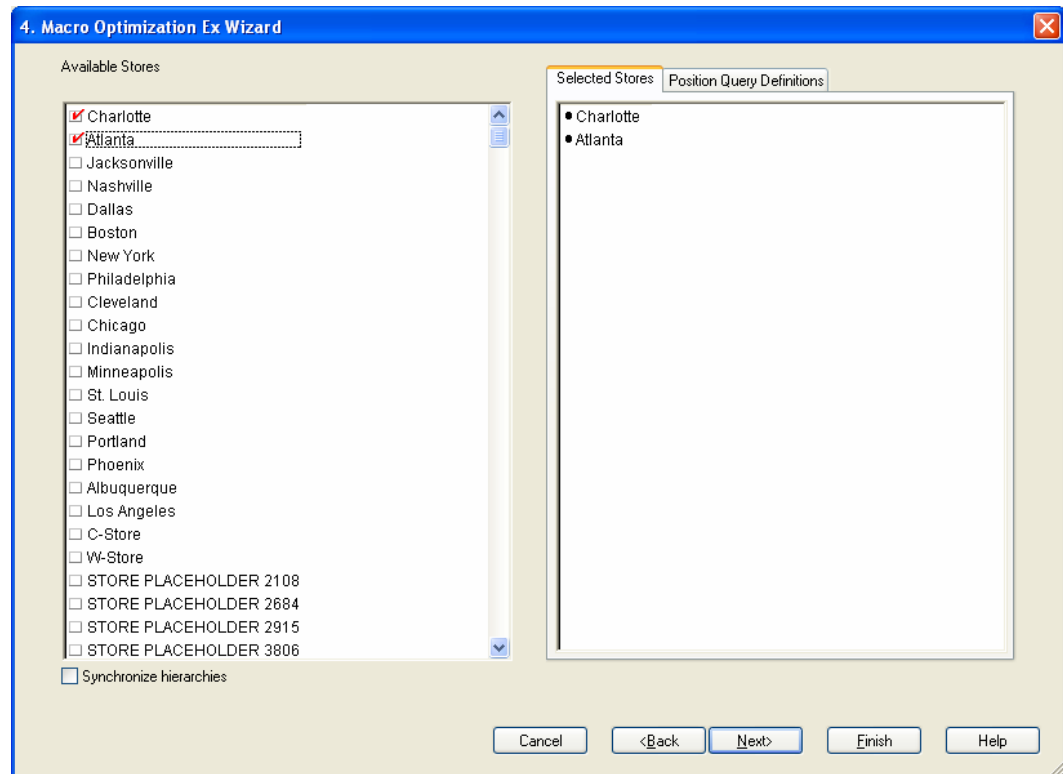 4. Macro Optimization Ex Wizard
Available Stores
Charlotte
Atlanta
Jacksonville
Nashville
Dallas
Boston
New York
Philadelphia
Cleveland
Chicago
Indianapolis
Minneapolis
St. Louis
Seattle
Portland
Phoenix
Albuquerque
Los Angeles
C-Store
W-Store
STORE PLACEHOLDER 2108
STORE PLACEHOLDER 2684
STORE PLACEHOLDER 2915
STORE PLACEHOLDER 3806
Synchronize hierarchies
Selected Stores Position Query Definitions
• Charlotte
• Atlanta
Cancel <Back Next> Finish Help